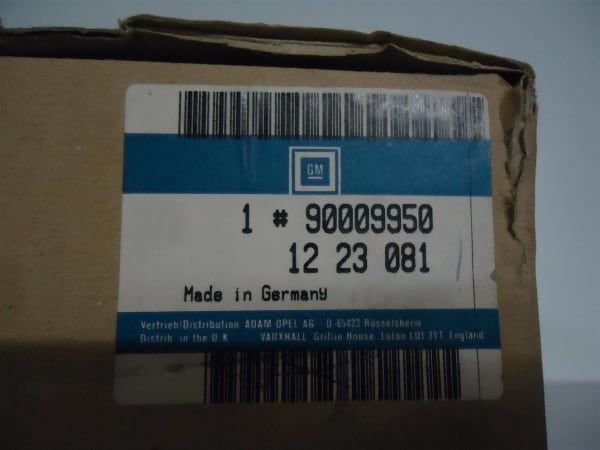 GM
1 # 90009950
12 23 081
Made in Germany
Vertrieb/Distribution ADAM OPEL AG D-65423 Rüsselsheim
Distrib. in the U K VAUXHALL, Griffin House, Luton LU1 3YT, England